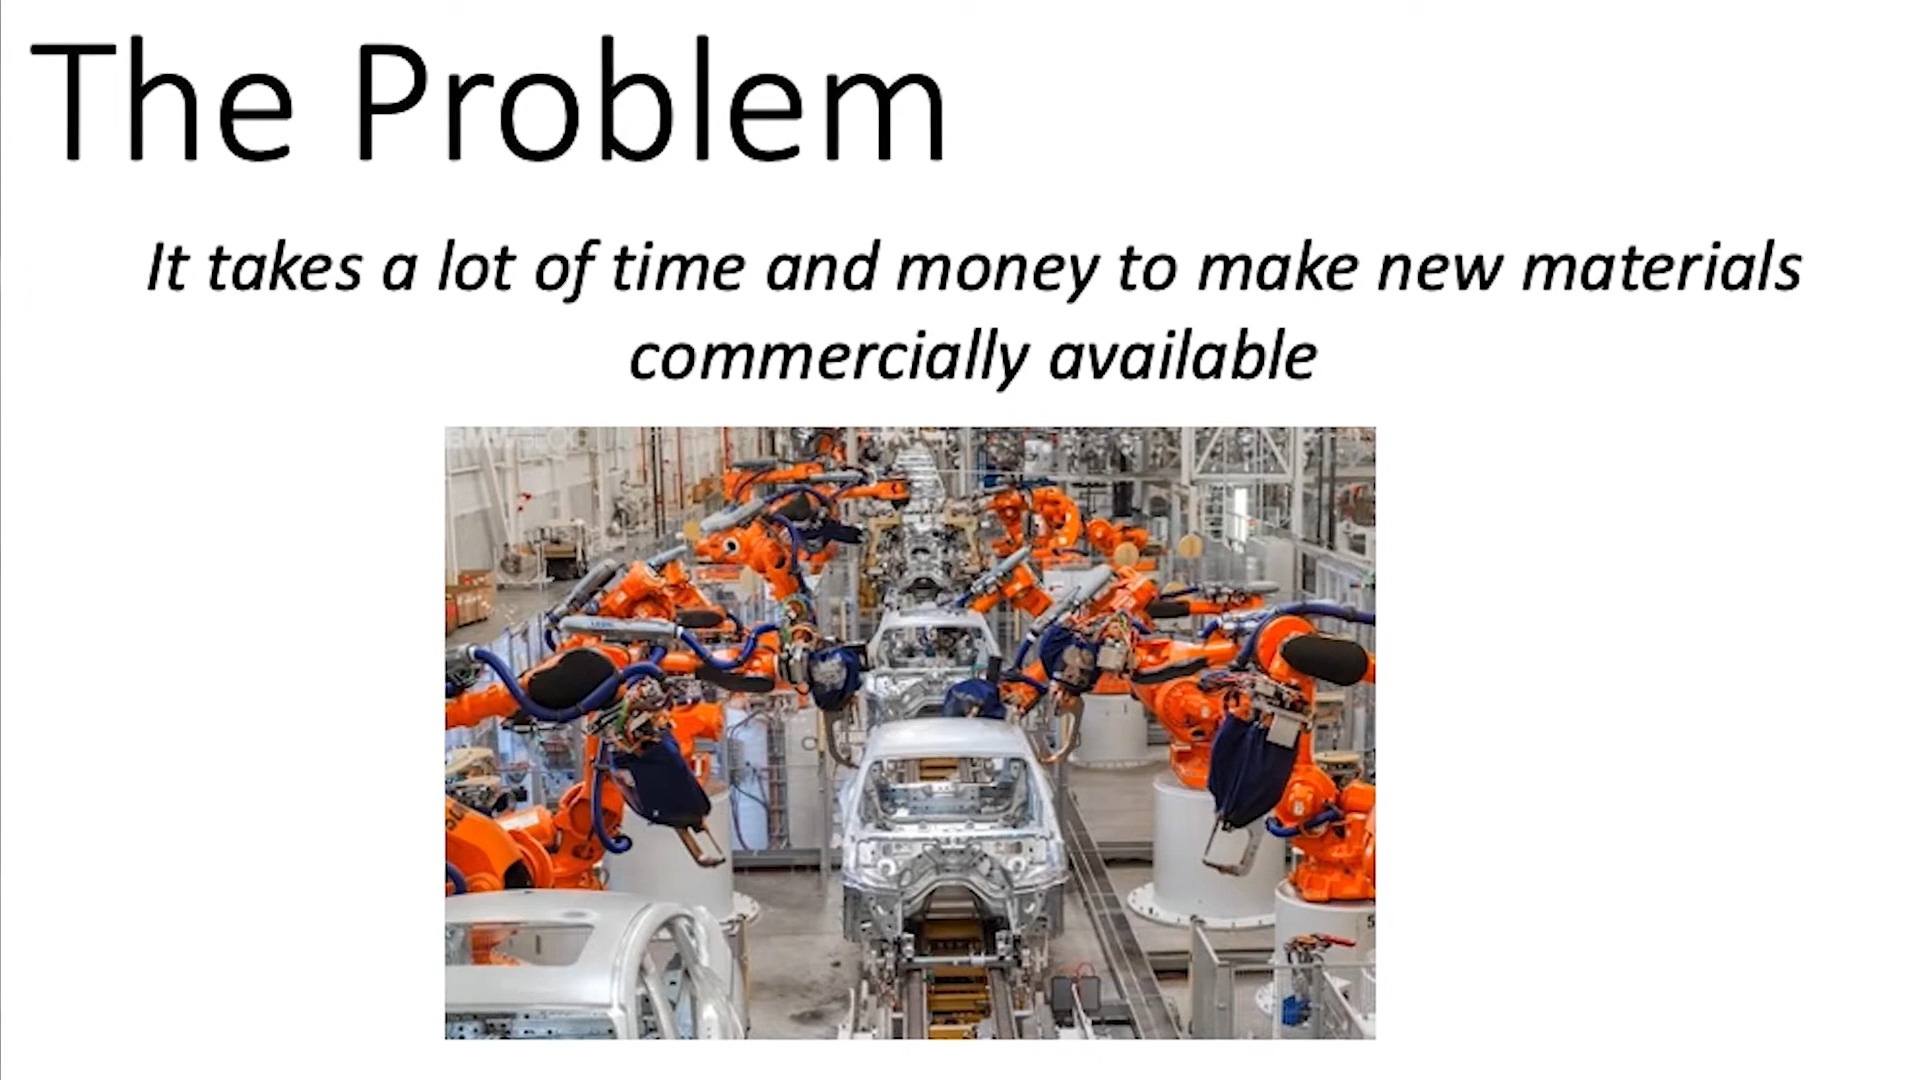 The Problem
It takes a lot of time and money to make new materials
commercially available